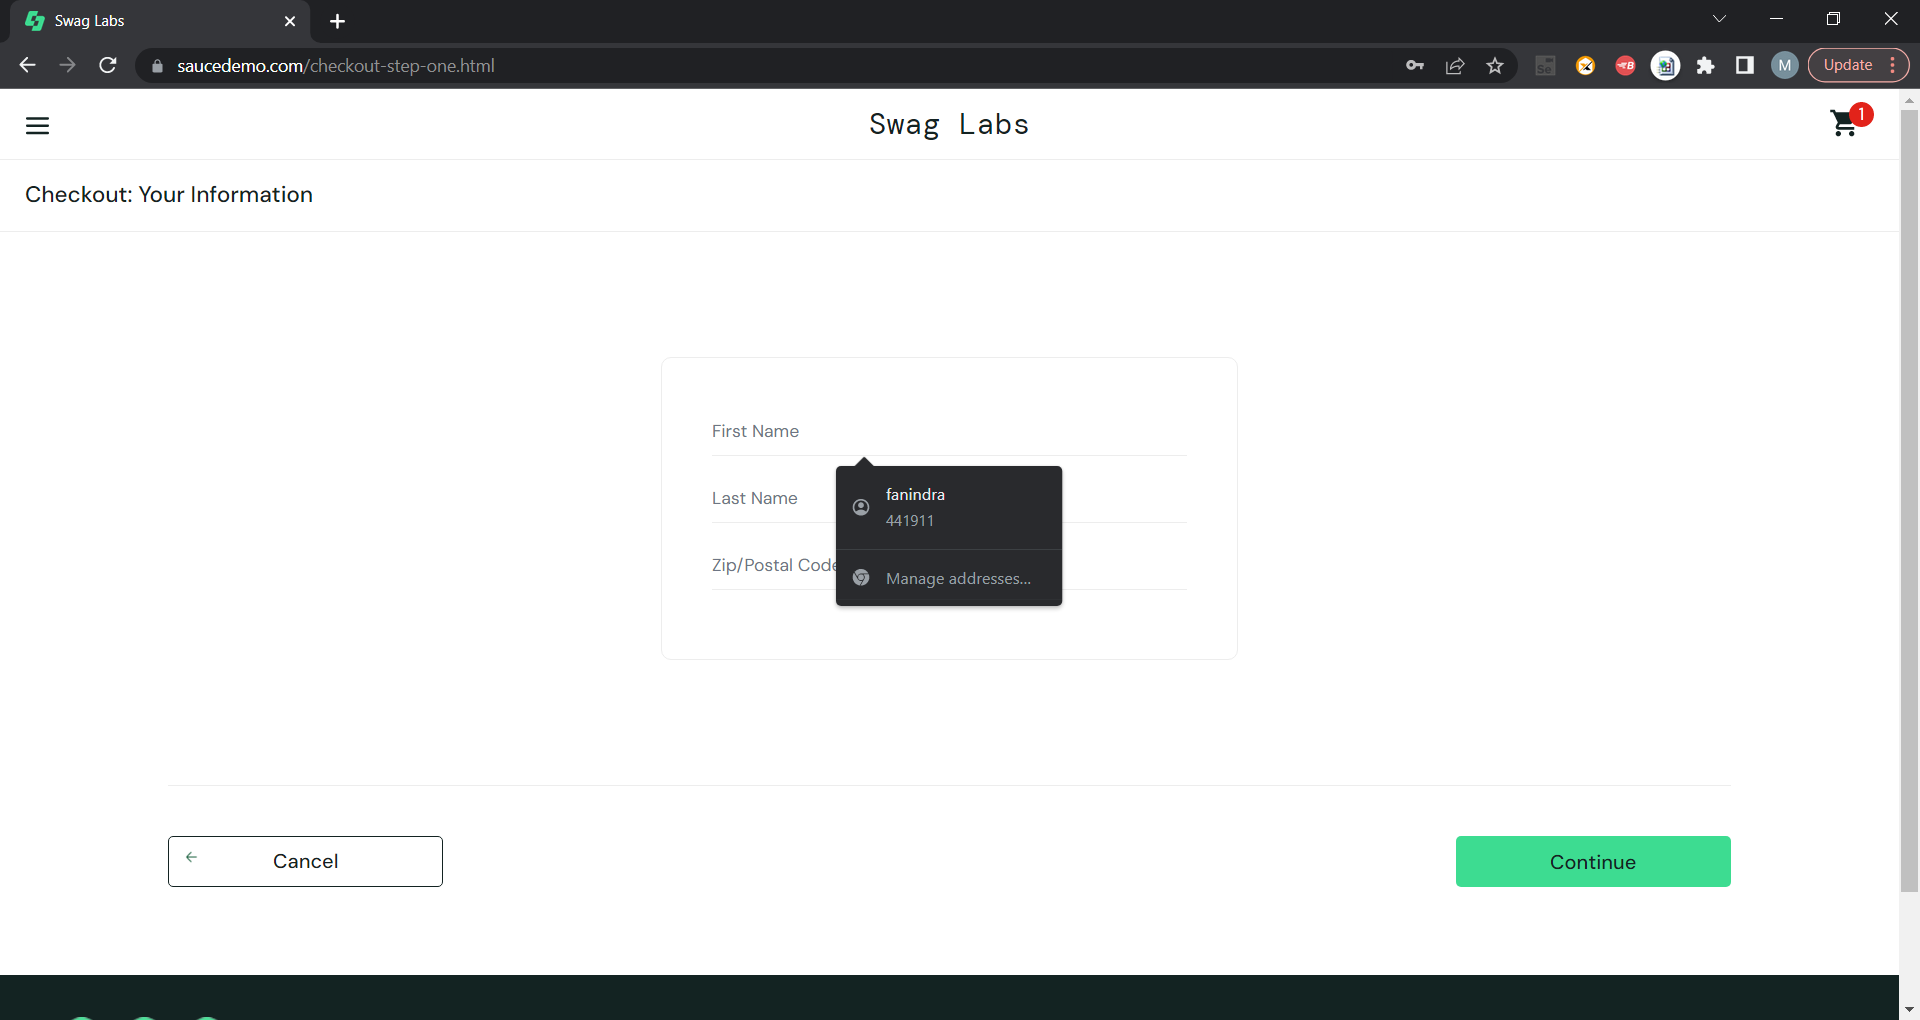 Swag Labs
saucedemo.com/checkout-step-one.html
Se
B
M
Update
Swag Labs
1
Checkout: Your Information
First Name
Last Name
Zip/Postal Code
fanindra
441911
Manage addresses...
Cancel
Continue